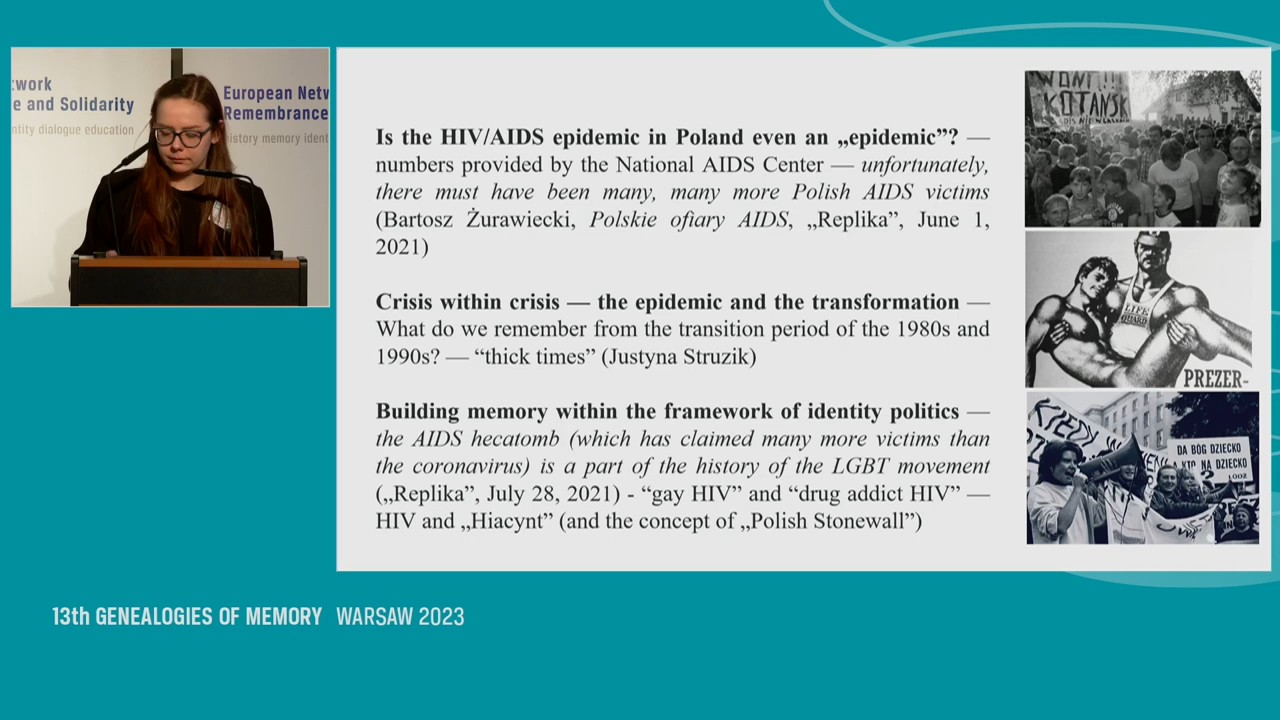 twork
e and Solidarity
ntity dialogue education
European Netw
Remembrance
history memory identi
Is the HIV/AIDS epidemic in Poland even an „epidemic”? —
numbers provided by the National AIDS Center — unfortunately,
there must have been many, many more Polish AIDS victims
(Bartosz Żurawiecki, Polskie ofiary AIDS, „Replika”, June 1,
2021)
Crisis within crisis — the epidemic and the transformation —
What do we remember from the transition period of the 1980s and
1990s? — “thick times” (Justyna Struzik)
Building memory within the framework of identity politics —
the AIDS hecatomb (which has claimed many more victims than
the coronavirus) is a part of the history of the LGBT movement
(„Replika”, July 28, 2021) - “gay HIV” and “drug addict HIV” —
HIV and „Hiacynt” (and the concept of „Polish Stonewall”)
KOTAŃSK
LIFE
GUARD
PREZER-
KIEDY
DA BÓG DZIECKO
A KTO NA DZIECKO
?
ŁÓDŹ
13th GENEALOGIES OF MEMORY WARSAW 2023